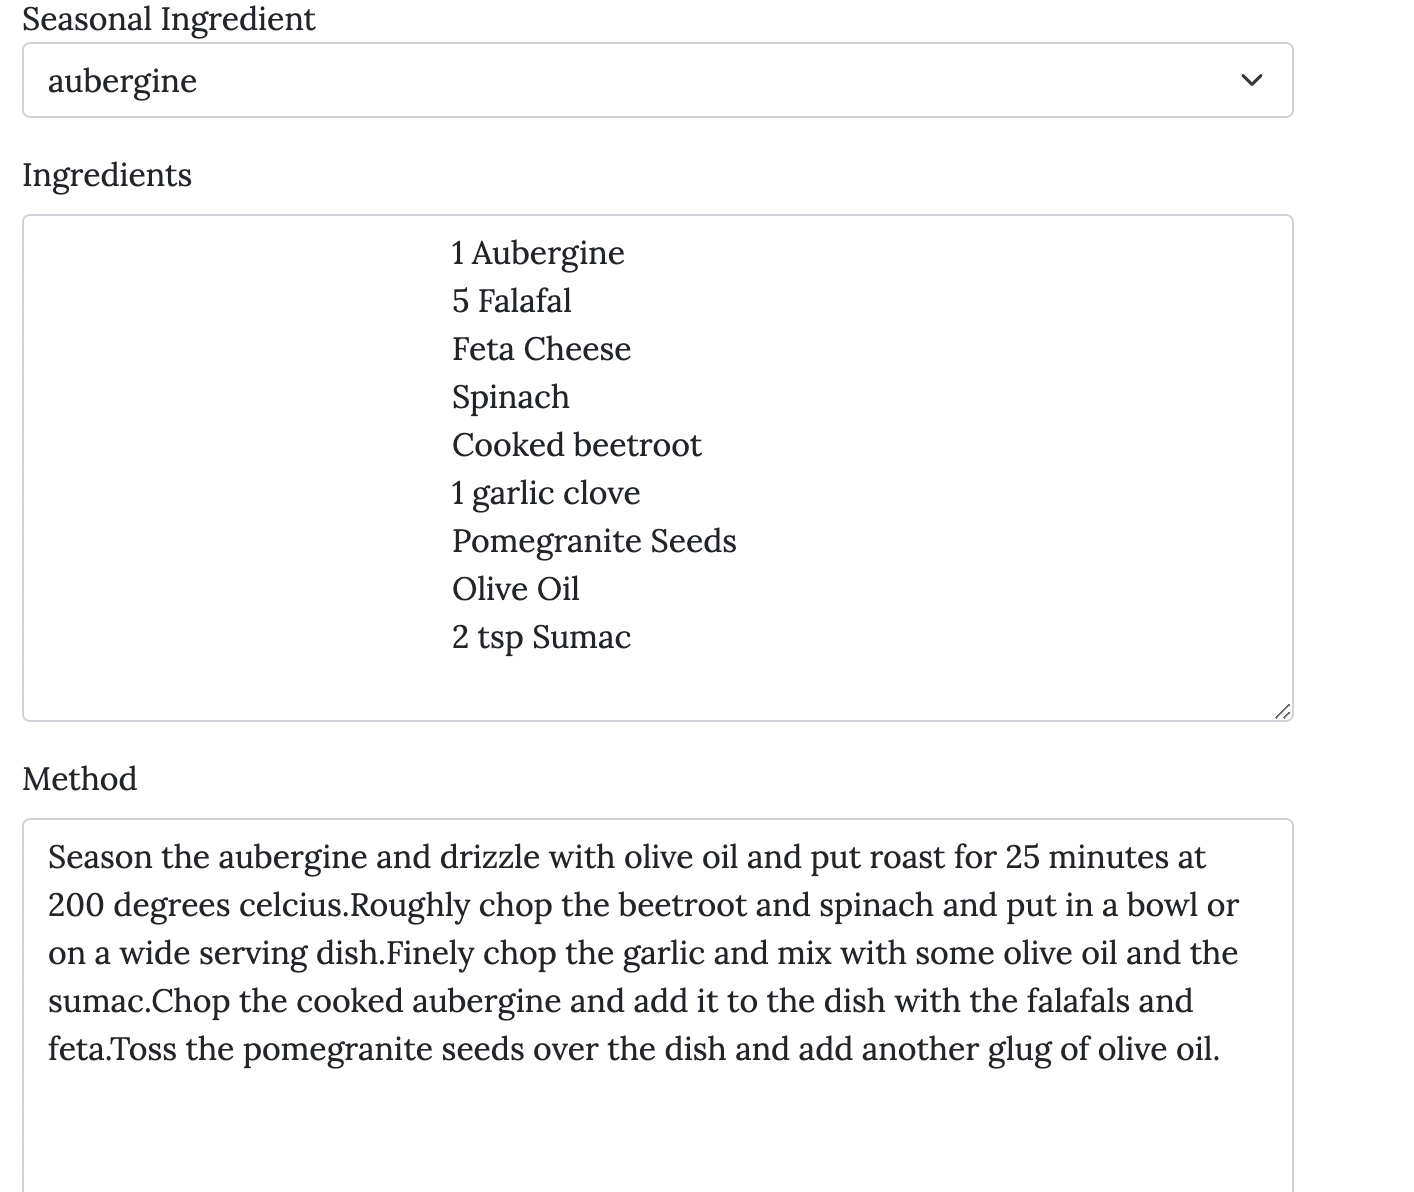 Seasonal Ingredient
aubergine
Ingredients
1 Aubergine
5 Falafal
Feta Cheese
Spinach
Cooked beetroot
1 garlic clove
Pomegranite Seeds
Olive Oil
2 tsp Sumac
Method
Season the aubergine and drizzle with olive oil and put roast for 25 minutes at
200 degrees celcius.Roughly chop the beetroot and spinach and put in a bowl or
on a wide serving dish.Finely chop the garlic and mix with some olive oil and the
sumac.Chop the cooked aubergine and add it to the dish with the falafals and
feta.Toss the pomegranite seeds over the dish and add another glug of olive oil.